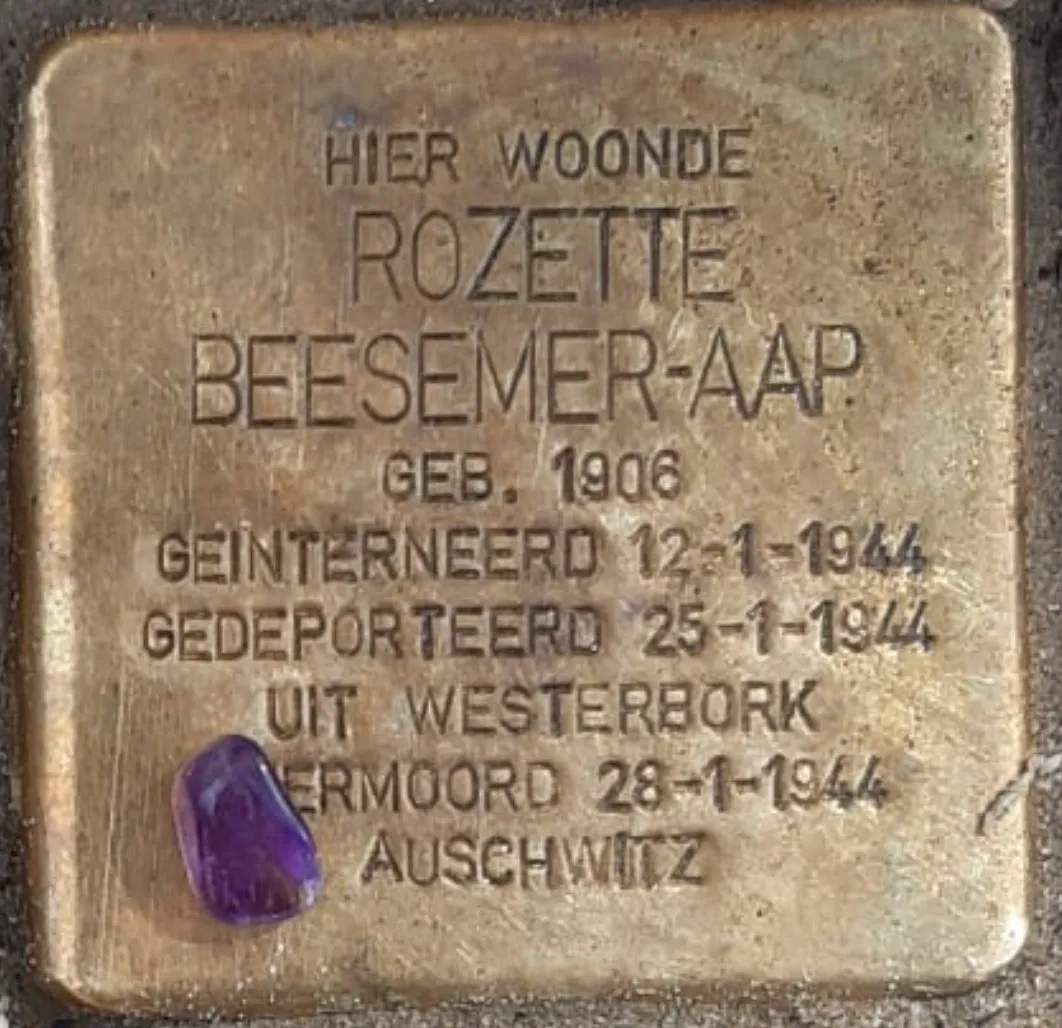 HIER WOONDE
ROZETTE
BEESEMER-AAP
GEB. 1906
GEINTERNEERD 12-1-1944
GEDEPORTEERD 25-1-1944
UIT WESTERBORK
ERMOORD 28-1-1944
AUSCHWITZ